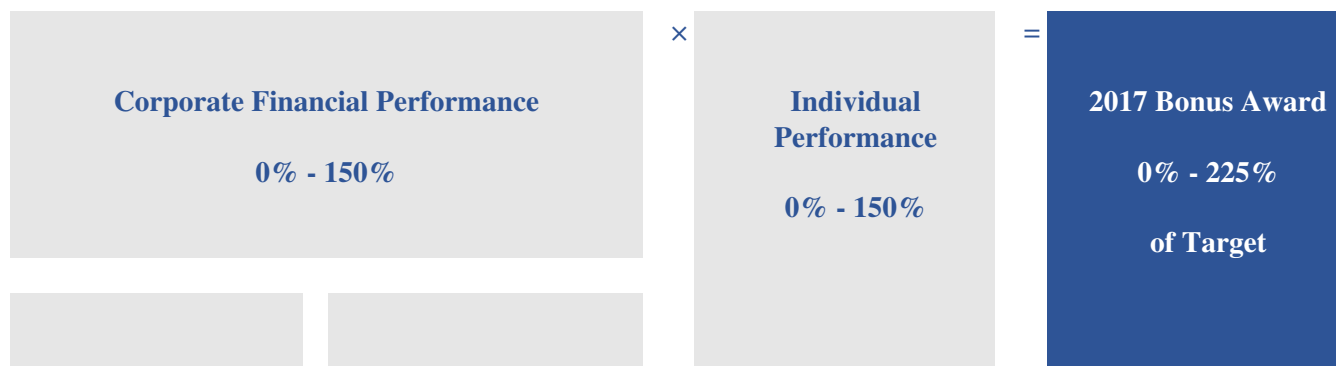 Corporate Financial Performance
0% - 150%
×
Individual
Performance
0% - 150%
=
2017 Bonus Award
0% - 225%
of Target